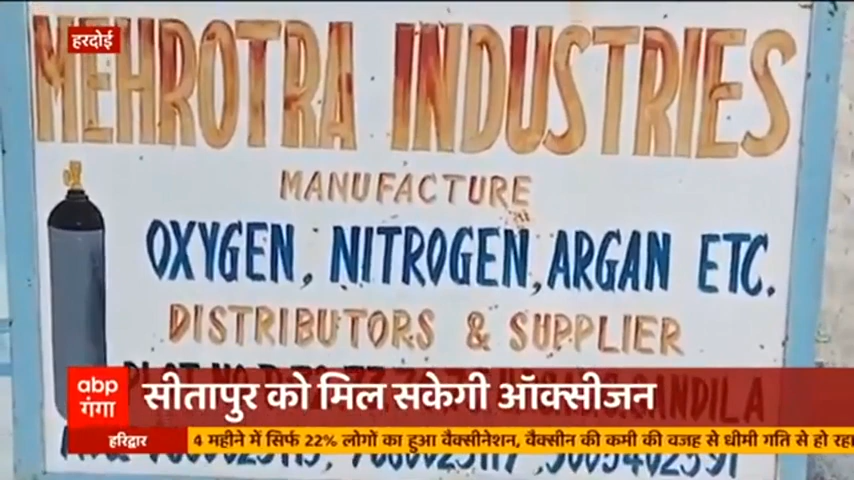 हरदोई
MEHROTRA INDUSTRIES
MANUFACTURE
OXYGEN, NITROGEN, ARGAN ETC.
DISTRIBUTORS & SUPPLIER
abp
गंगा
सीतापुर को मिल सकेगी ऑक्सीजन
हरिद्वार
4 महीने में सिर्फ 22% लोगों का हुआ वैक्सीनेशन, वैक्सीन की कमी की वजह से धीमी गति से हो रहा